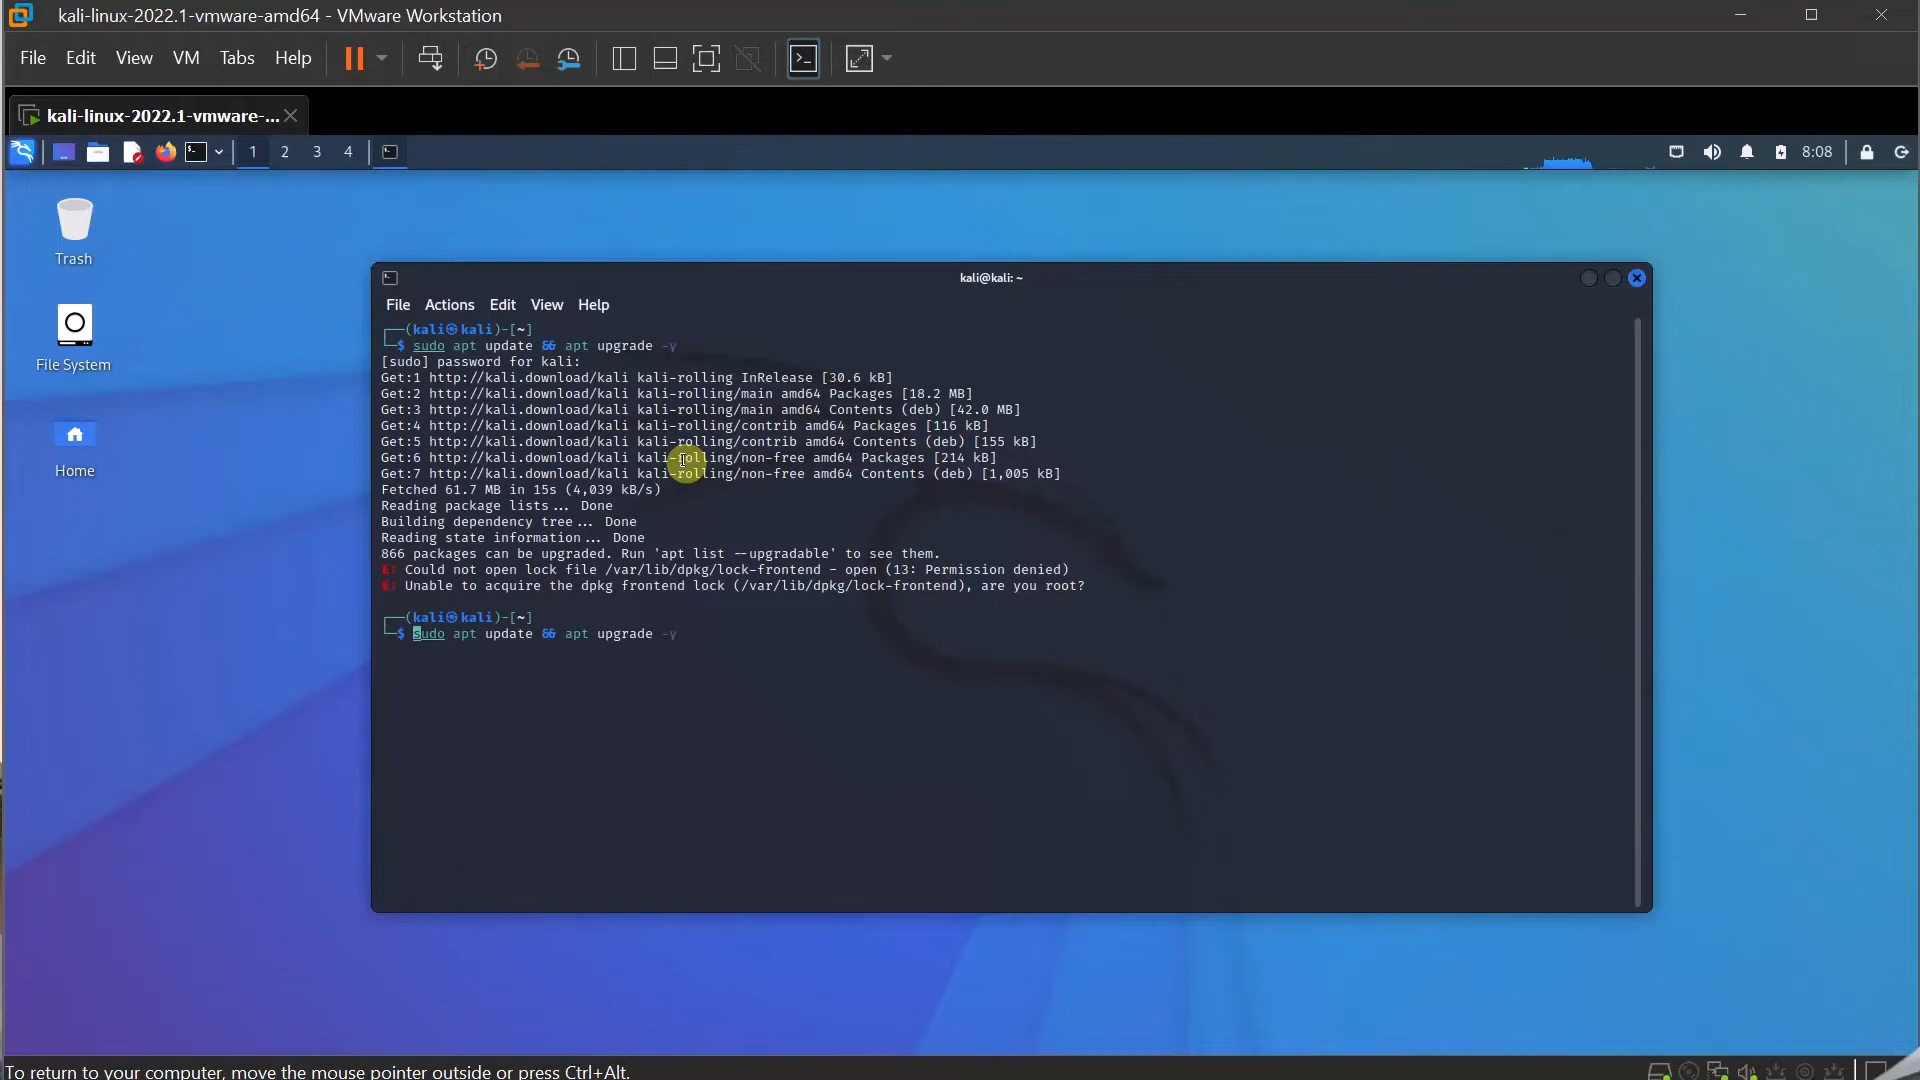 kali-linux-2022.1-vmware-amd64 - VMware Workstation
File Edit View VM Tabs Help
kali-linux-2022.1-vmware-...
1 2 3 4
8:08
Trash
File System
Home
kali@kali: ~
File Actions Edit View Help
┌──(kali㉿kali)-[~]
└─$ sudo apt update && apt upgrade -y
[sudo] password for kali:
Get:1 http://kali.download/kali kali-rolling InRelease [30.6 kB]
Get:2 http://kali.download/kali kali-rolling/main amd64 Packages [18.2 MB]
Get:3 http://kali.download/kali kali-rolling/main amd64 Contents (deb) [42.0 MB]
Get:4 http://kali.download/kali kali-rolling/contrib amd64 Packages [116 kB]
Get:5 http://kali.download/kali kali-rolling/contrib amd64 Contents (deb) [155 kB]
Get:6 http://kali.download/kali kali-rolling/non-free amd64 Packages [214 kB]
Get:7 http://kali.download/kali kali-rolling/non-free amd64 Contents (deb) [1,005 kB]
Fetched 61.7 MB in 15s (4,039 kB/s)
Reading package lists... Done
Building dependency tree... Done
Reading state information... Done
866 packages can be upgraded. Run 'apt list --upgradable' to see them.
E: Could not open lock file /var/lib/dpkg/lock-frontend - open (13: Permission denied)
E: Unable to acquire the dpkg frontend lock (/var/lib/dpkg/lock-frontend), are you root?
┌──(kali㉿kali)-[~]
└─$ sudo apt update && apt upgrade -y
To return to your computer, move the mouse pointer outside or press Ctrl+Alt.